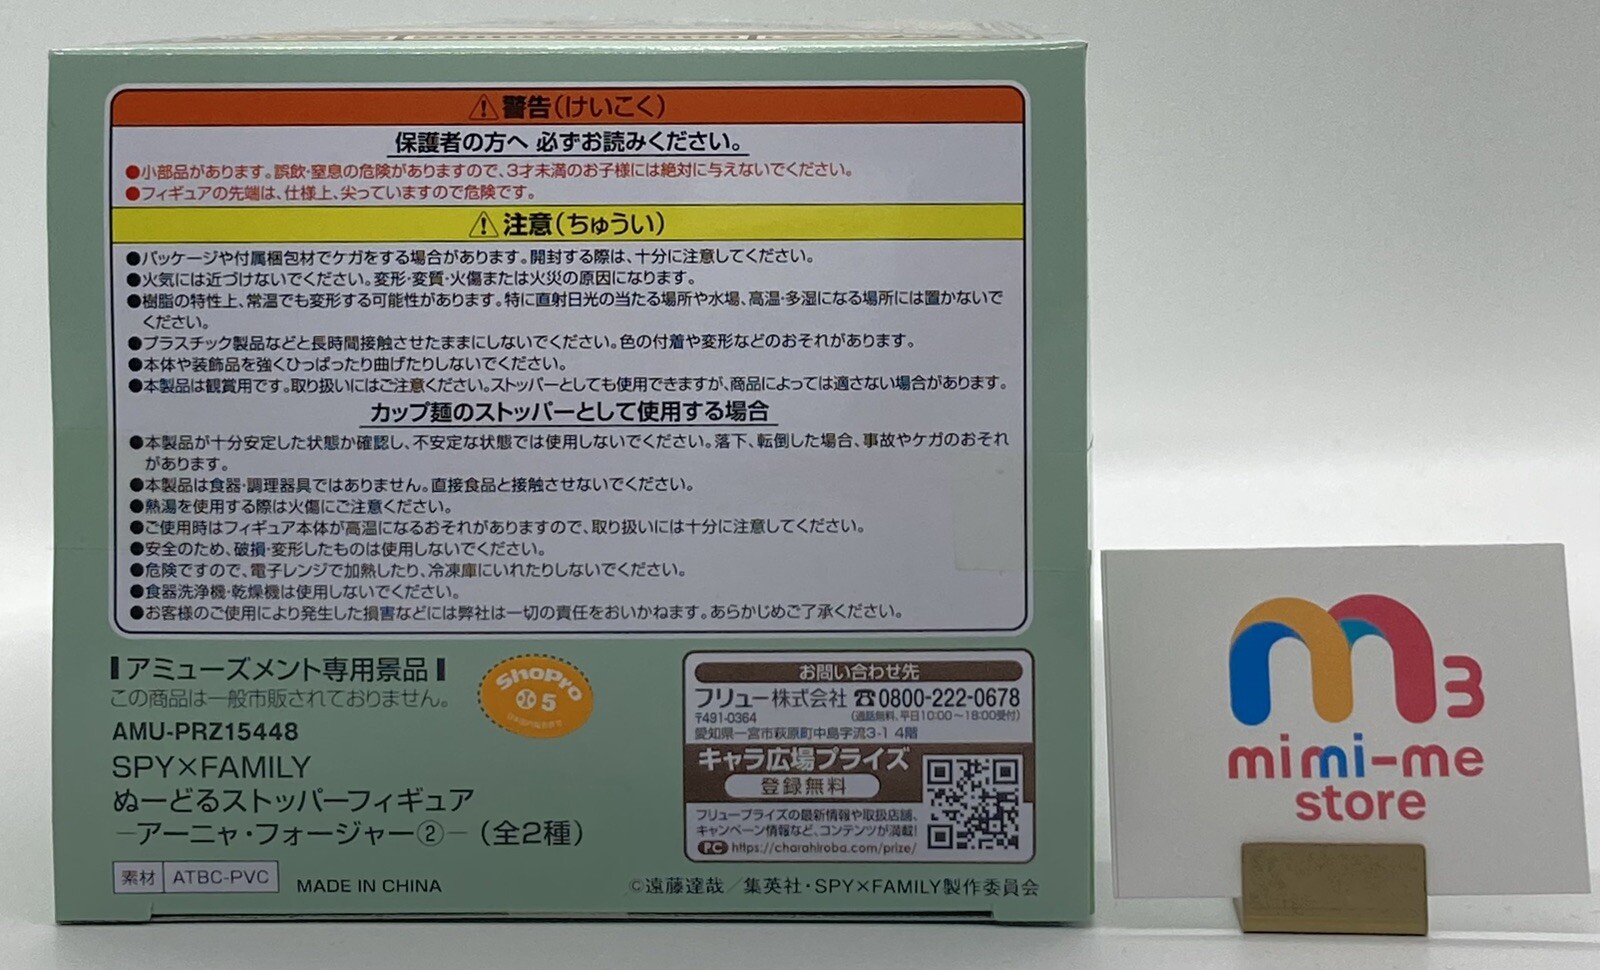 ⚠警告(けいこく)
保護者の方へ 必ずお読みください。
●小部品があります。誤飲・窒息の危険がありますので、3才未満のお子様には絶対に与えないでください。
●フィギュアの先端は、仕様上、尖っていますので危険です。
⚠注意(ちゅうい)
●パッケージや付属梱包材でケガをする場合があります。開封する際は、十分に注意してください。
●火気には近づけないでください。変形・変質・火傷または火災の原因になります。
●樹脂の特性上、常温でも変形する可能性があります。特に直射日光の当たる場所や水場、高温・多湿になる場所には置かないで
ください。
●プラスチック製品などと長時間接触させたままにしないでください。色の付着や変形などのおそれがあります。
●本体や装飾品を強くひっぱったり曲げたりしないでください。
●本製品は観賞用です。取り扱いにはご注意ください。ストッパーとしても使用できますが、商品によっては適さない場合があります。
カップ麺のストッパーとして使用する場合
●本製品が十分安定した状態か確認し、不安定な状態では使用しないでください。落下、転倒した場合、事故やケガのおそれ
があります。
●本製品は食器・調理器具ではありません。直接食品と接触させないでください。
●熱湯を使用する際は火傷にご注意ください。
●ご使用時はフィギュア本体が高温になるおそれがありますので、取り扱いには十分に注意してください。
●安全のため、破損・変形したものは使用しないでください。
●危険ですので、電子レンジで加熱したり、冷凍庫にいれたりしないでください。
●食器洗浄機・乾燥機は使用しないでください。
●お客様のご使用により発生した損害などには弊社は一切の責任をおいかねます。あらかじめご了承ください。
アミューズメント専用景品
この商品は一般市販されておりません。
AMU-PRZ15448
SPY×FAMILY
ぬーどるストッパーフィギュア
−アーニャ・フォージャー②−(全2種)
素材 ATBC-PVC
MADE IN CHINA
ShoPro
小 5
お問い合わせ先
フリュー株式会社 ☎0800-222-0678
〒491-0364 (通話無料、平日10:00〜18:00受付)
愛知県一宮市萩原町中島字流3-1 4階
キャラ広場プライズ
登録無料
フリュープライズの最新情報や取扱店舗、
キャンペーン情報など、コンテンツが満載!
PC https://charahiroba.com/prize/
©遠藤達哉/集英社・SPY×FAMILY製作委員会
m3
mimi-me
store